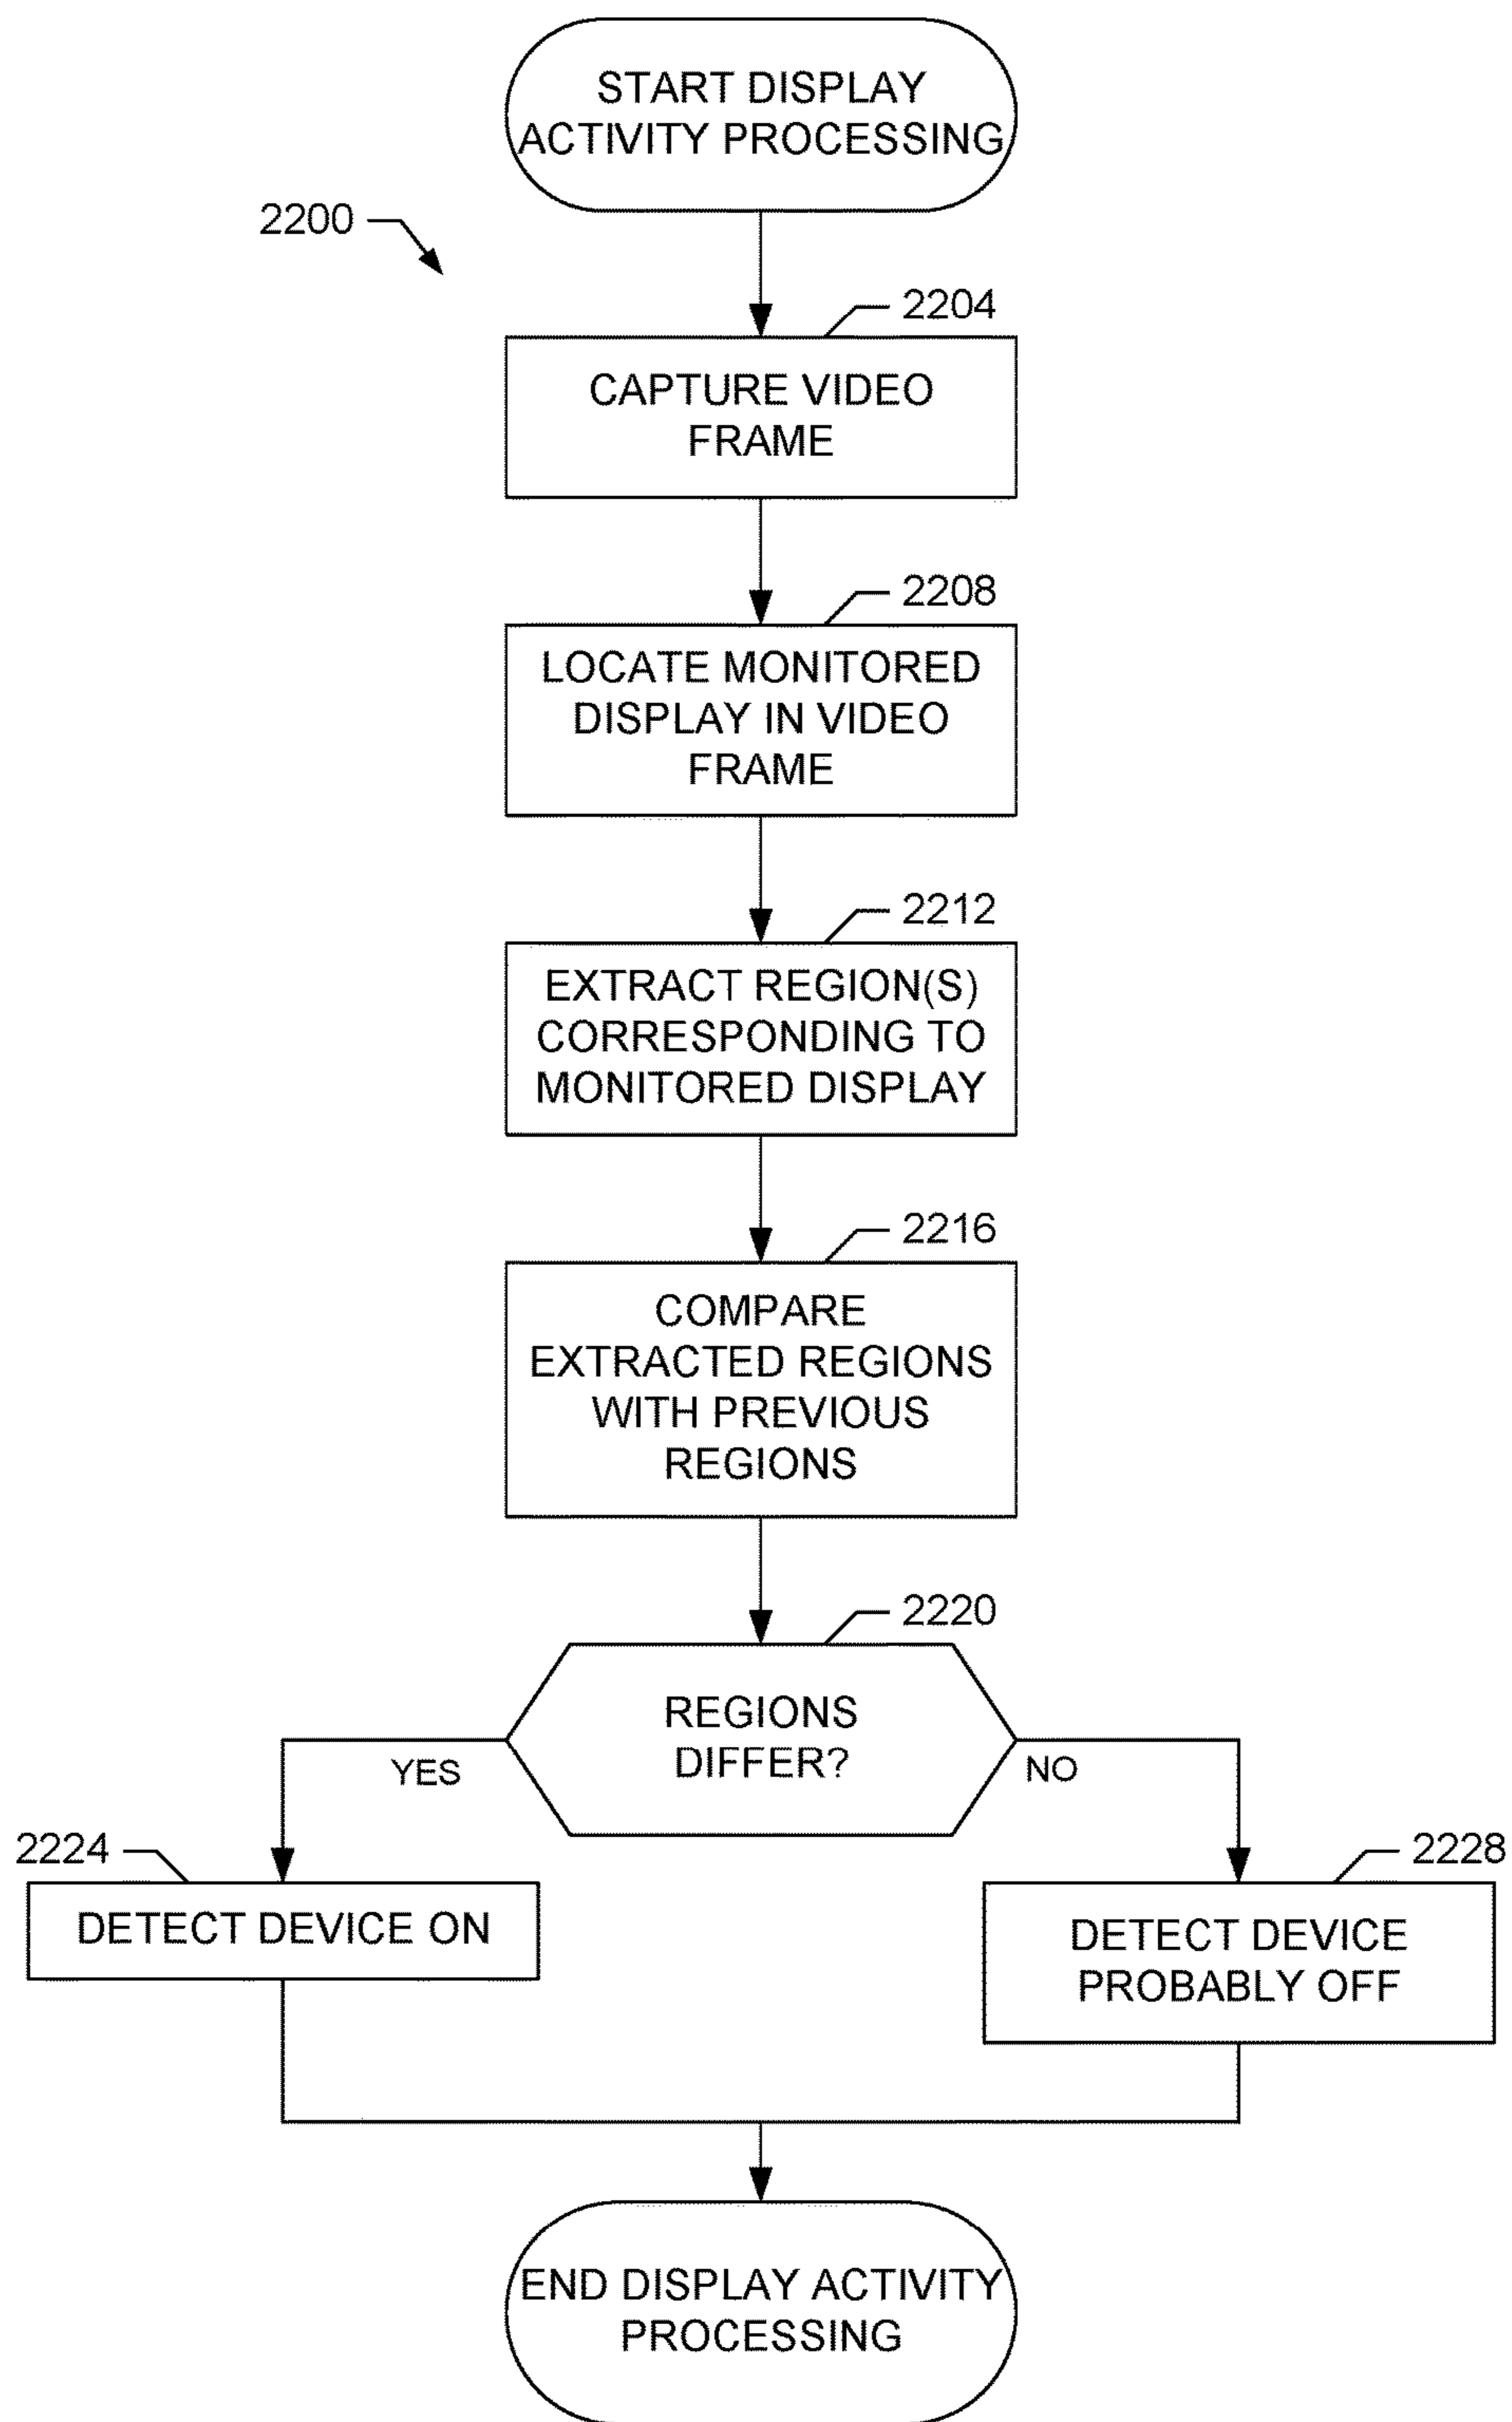 START DISPLAY
ACTIVITY PROCESSING
2200
2204
CAPTURE VIDEO
FRAME
2208
LOCATE MONITORED
DISPLAY IN VIDEO
FRAME
2212
EXTRACT REGION(S)
CORRESPONDING TO
MONITORED DISPLAY
2216
COMPARE
EXTRACTED REGIONS
WITH PREVIOUS
REGIONS
2220
REGIONS
DIFFER?
YES
NO
2224
DETECT DEVICE ON
2228
DETECT DEVICE
PROBABLY OFF
END DISPLAY ACTIVITY
PROCESSING